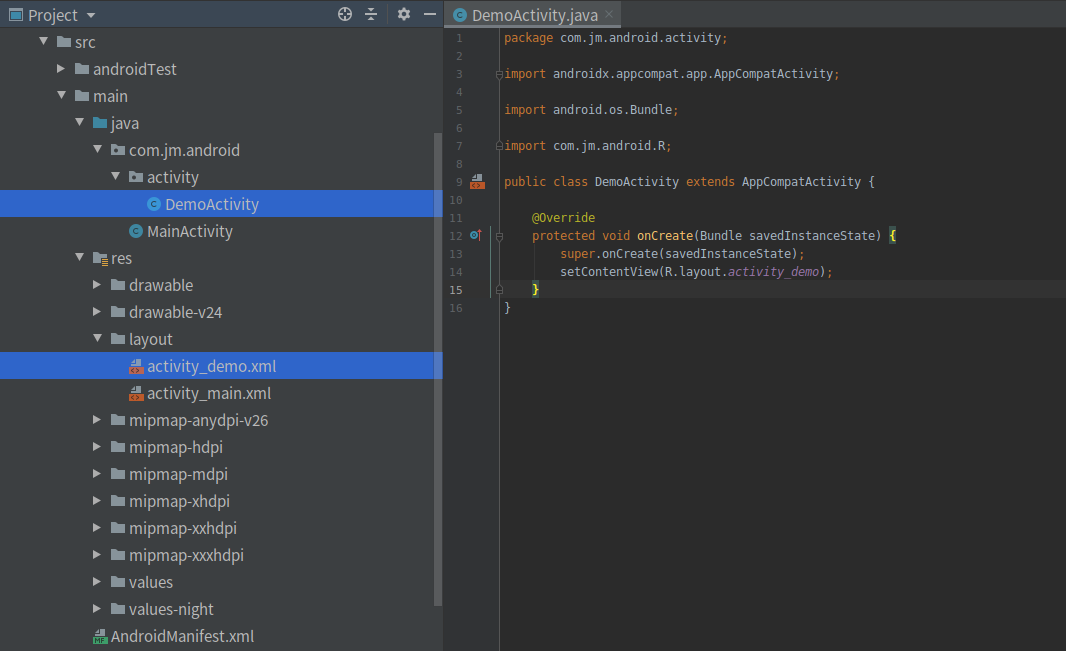 Project
src
androidTest
main
java
com.jm.android
activity
DemoActivity
MainActivity
res
drawable
drawable-v24
layout
activity_demo.xml
activity_main.xml
mipmap-anydpi-v26
mipmap-hdpi
mipmap-mdpi
mipmap-xhdpi
mipmap-xxhdpi
mipmap-xxxhdpi
values
values-night
MF AndroidManifest.xml
C DemoActivity.java
1 package com.jm.android.activity;
2
3 import androidx.appcompat.app.AppCompatActivity;
4
5 import android.os.Bundle;
6
7 import com.jm.android.R;
8
9 public class DemoActivity extends AppCompatActivity {
10
11 @Override
12 protected void onCreate(Bundle savedInstanceState) {
13 super.onCreate(savedInstanceState);
14 setContentView(R.layout.activity_demo);
15 }
16 }